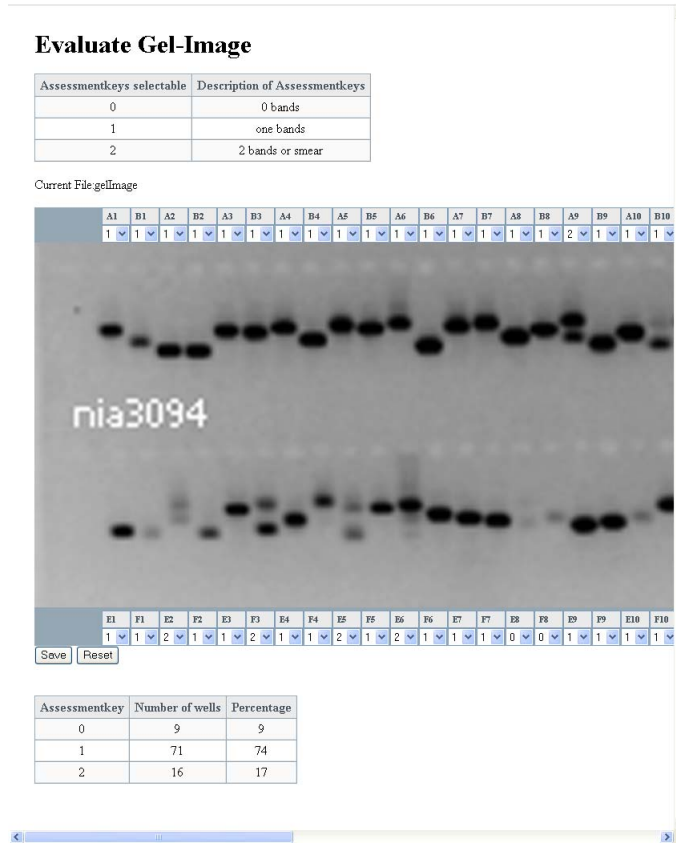 Evaluate Gel-Image
Assessmentkeys selectable Description of Assessmentkeys
0 0 bands
1 one bands
2 2 bands or smear
Current File:gelImage
A1 B1 A2 B2 A3 B3 A4 B4 A5 B5 A6 B6 A7 B7 A8 B8 A9 B9 A10 B10
1 1 1 1 1 1 1 1 1 1 1 1 1 1 1 1 2 1 1 1
nia3094
E1 F1 E2 F2 E3 F3 E4 F4 E5 F5 E6 F6 E7 F7 E8 F8 E9 F9 E10 F10
1 1 2 1 1 2 1 1 2 1 2 1 1 1 0 0 1 1 1 1
Save Reset
Assessmentkey Number of wells Percentage
0 9 9
1 71 74
2 16 17